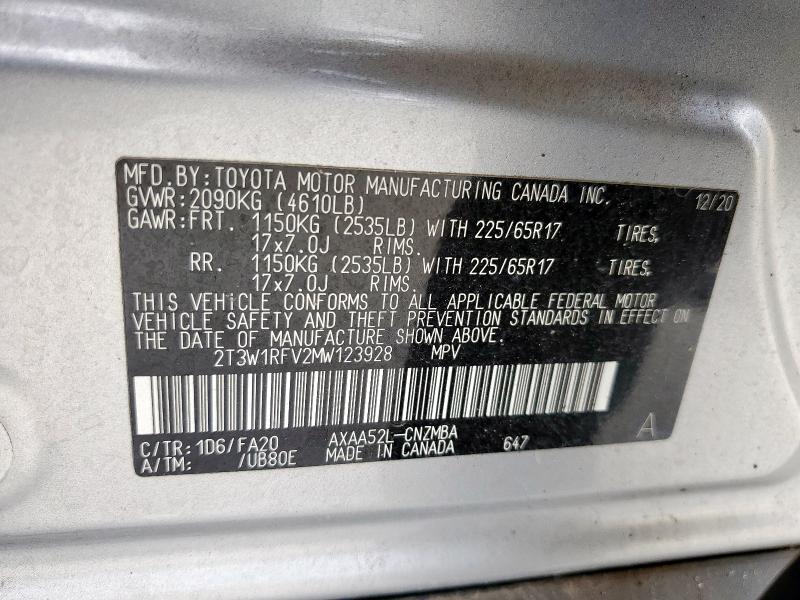 MFD.BY:TOYOTA MOTOR MANUFACTURING CANADA INC. 12/20
GVWR:2090KG (4610LB)
GAWR:FRT. 1150KG (2535LB) WITH 225/65R17 TIRES,
17x7.0J RIMS.
RR. 1150KG (2535LB) WITH 225/65R17 TIRES,
17x7.0J RIMS.
THIS VEHICLE CONFORMS TO ALL APPLICABLE FEDERAL MOTOR
VEHICLE SAFETY AND THEFT PREVENTION STANDARDS IN EFFECT ON
THE DATE OF MANUFACTURE SHOWN ABOVE.
2T3W1RFV2MW123928 MPV
C/TR:1D6/FA20 AXAA52L-CNZMBA 647 A
A/TM: /UB80E MADE IN CANADA